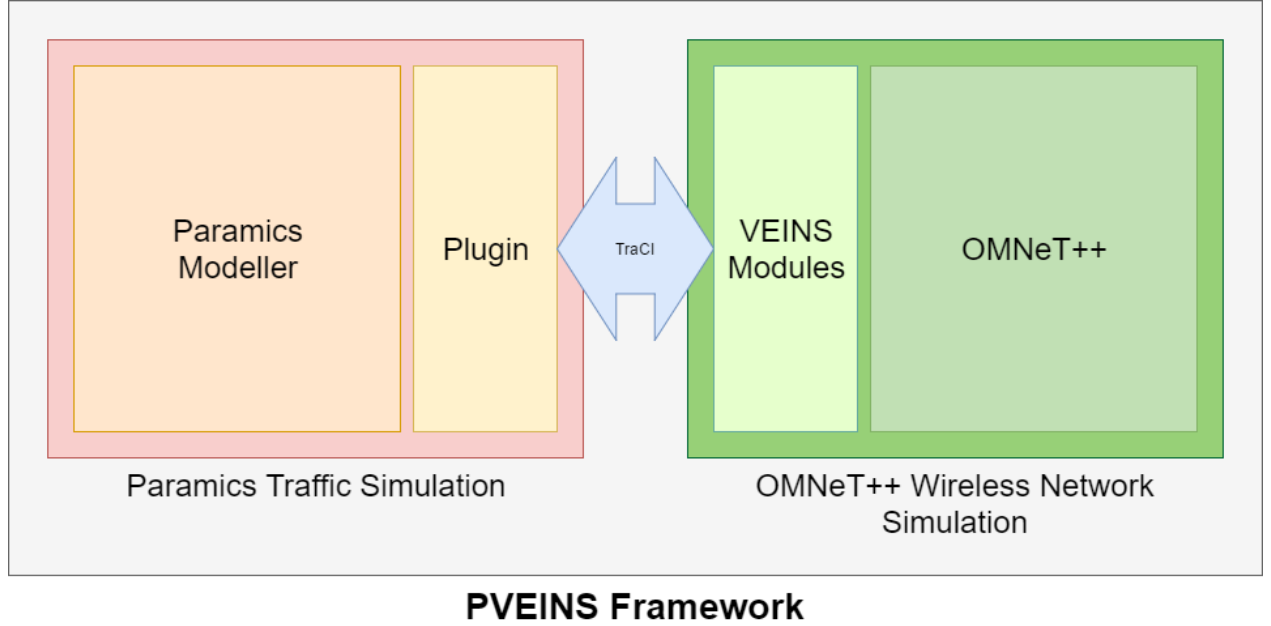 Paramics
Modeller
Plugin
TraCI
VEINS
Modules
OMNeT++
Paramics Traffic Simulation
OMNeT++ Wireless Network
Simulation
PVEINS Framework